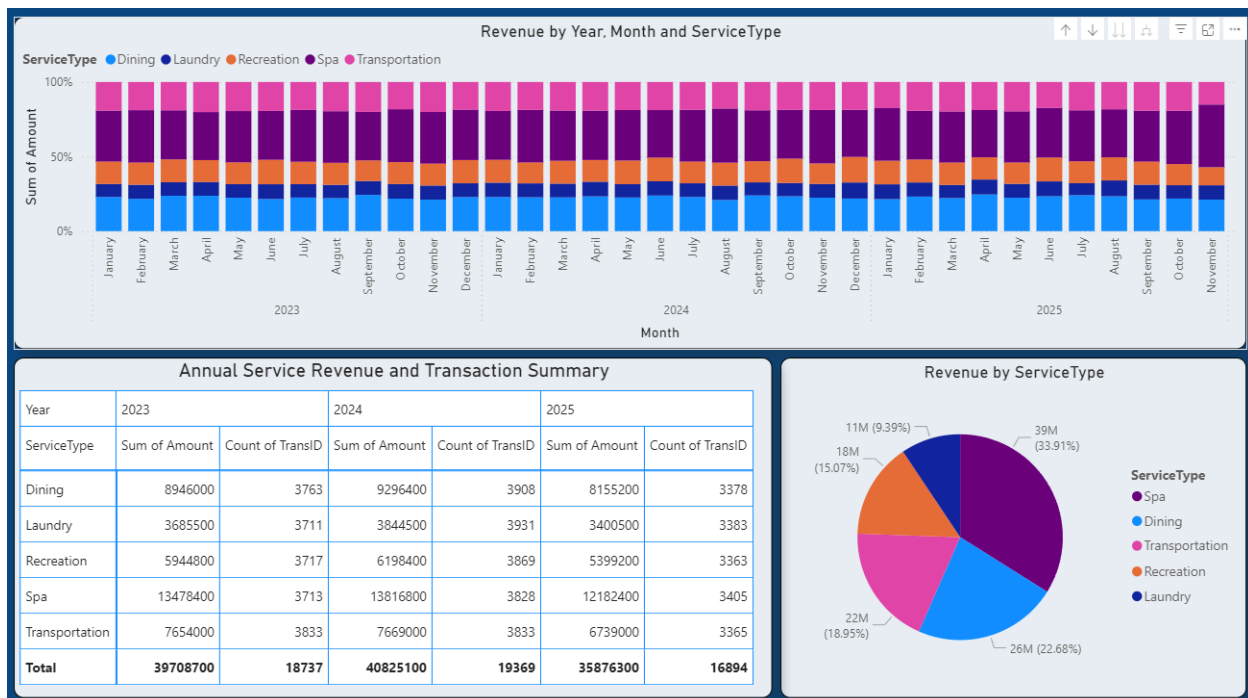 Revenue by Year, Month and ServiceType
ServiceType Dining Laundry Recreation Spa Transportation
100%
50%
0%
Sum of Amount
January February March April May June July August September October November December January February March April May June July August September October November December January February March April May June July August September October November
2023 2024 2025
Month
Annual Service Revenue and Transaction Summary
Year 2023 2024 2025
ServiceType Sum of Amount Count of TransID Sum of Amount Count of TransID Sum of Amount Count of TransID
Dining 8946000 3763 9296400 3908 8155200 3378
Laundry 3685500 3711 3844500 3931 3400500 3383
Recreation 5944800 3717 6198400 3869 5399200 3363
Spa 13478400 3713 13816800 3828 12182400 3405
Transportation 7654000 3833 7669000 3833 6739000 3365
Total 39708700 18737 40825100 19369 35876300 16894
Revenue by ServiceType
11M (9.39%)
39M
(33.91%)
18M
(15.07%)
22M
(18.95%)
26M (22.68%)
ServiceType
Spa
Dining
Transportation
Recreation
Laundry